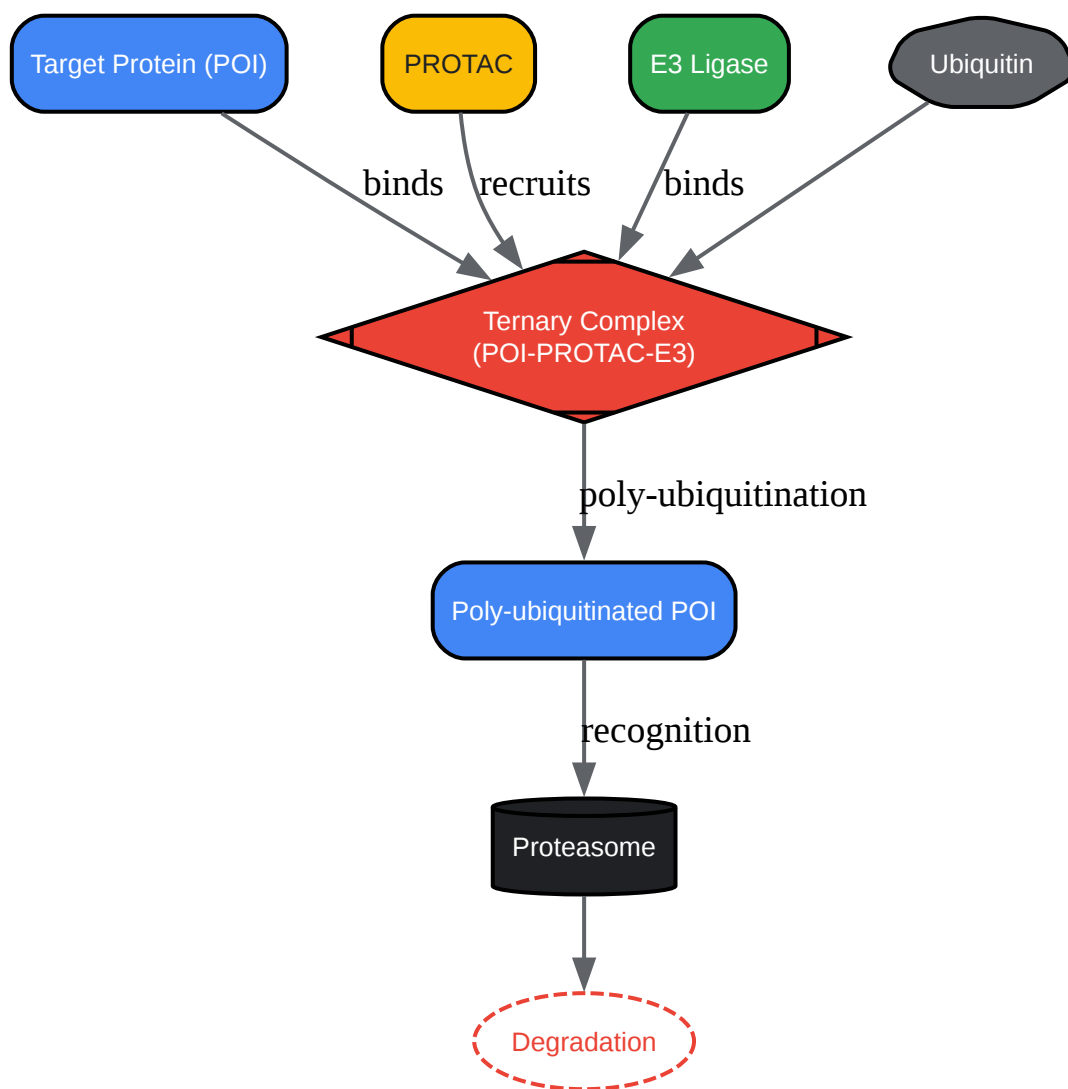 Target Protein (POI)
PROTAC
E3 Ligase
Ubiquitin
binds
recruits
binds
Ternary Complex
(POI-PROTAC-E3)
poly-ubiquitination
Poly-ubiquitinated POI
recognition
Proteasome
Degradation